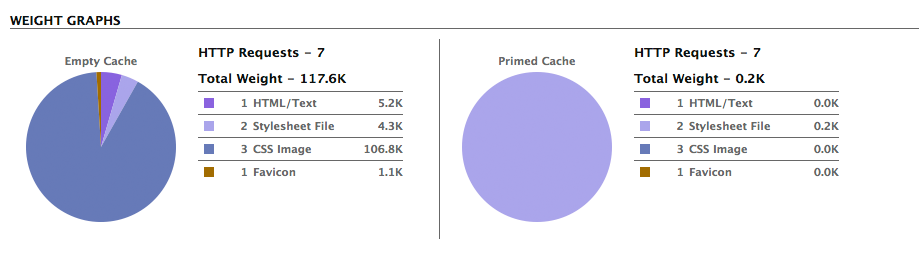 WEIGHT GRAPHS
Empty Cache
HTTP Requests – 7
Total Weight – 117.6K
1 HTML/Text 5.2K
2 Stylesheet File 4.3K
3 CSS Image 106.8K
1 Favicon 1.1K
Primed Cache
HTTP Requests – 7
Total Weight – 0.2K
1 HTML/Text 0.0K
2 Stylesheet File 0.2K
3 CSS Image 0.0K
1 Favicon 0.0K